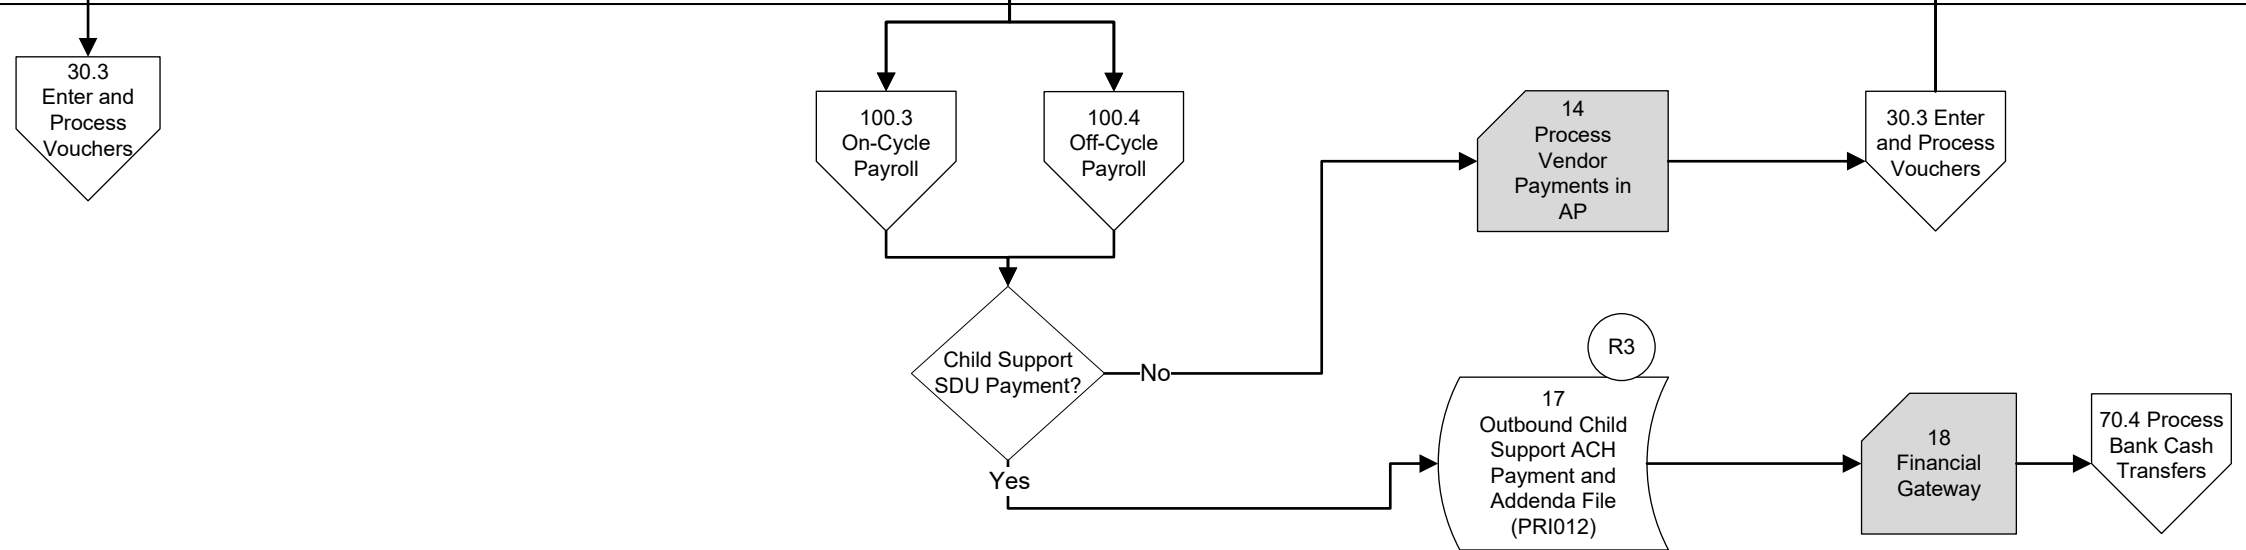 30.3
Enter and
Process
Vouchers
100.3
On-Cycle
Payroll
100.4
Off-Cycle
Payroll
14
Process
Vendor
Payments in
AP
30.3 Enter
and Process
Vouchers
Child Support
SDU Payment?
No
Yes
R3
17
Outbound Child
Support ACH
Payment and
Addenda File
(PRI012)
18
Financial
Gateway
70.4 Process
Bank Cash
Transfers